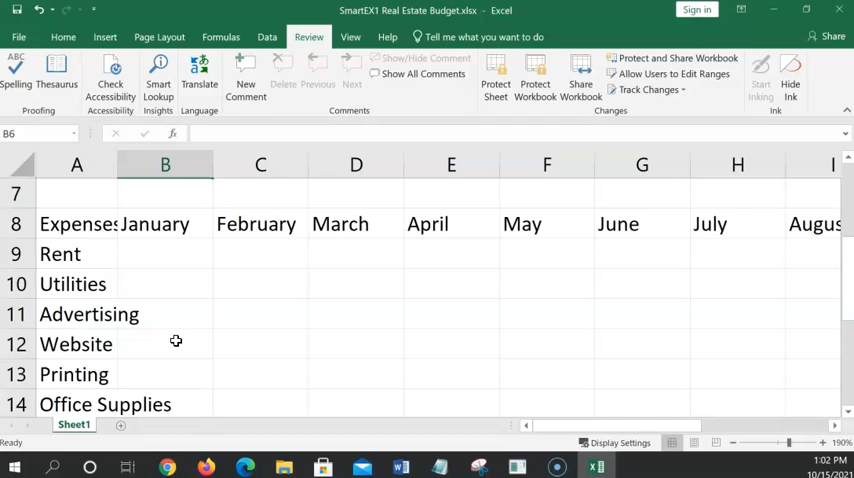 SmartEX1 Real Estate Budget.xlsx - Excel
Sign in
File Home Insert Page Layout Formulas Data Review View Help Tell me what you want to do Share
ABC
Spelling Thesaurus Check Accessibility Smart Lookup Translate New Comment Delete Previous Next Show/Hide Comment
Show All Comments
Protect Sheet Protect Workbook Share Workbook Protect and Share Workbook
Allow Users to Edit Ranges
Track Changes
Start Inking Hide Ink
Proofing Accessibility Insights Language Comments Changes Ink
B6 fx
A B C D E F G H I
7
8 Expenses January February March April May June July Augus
9 Rent
10 Utilities
11 Advertising
12 Website
13 Printing
14 Office Supplies
Sheet1
Ready Display Settings 190%
1:02 PM
10/15/2021